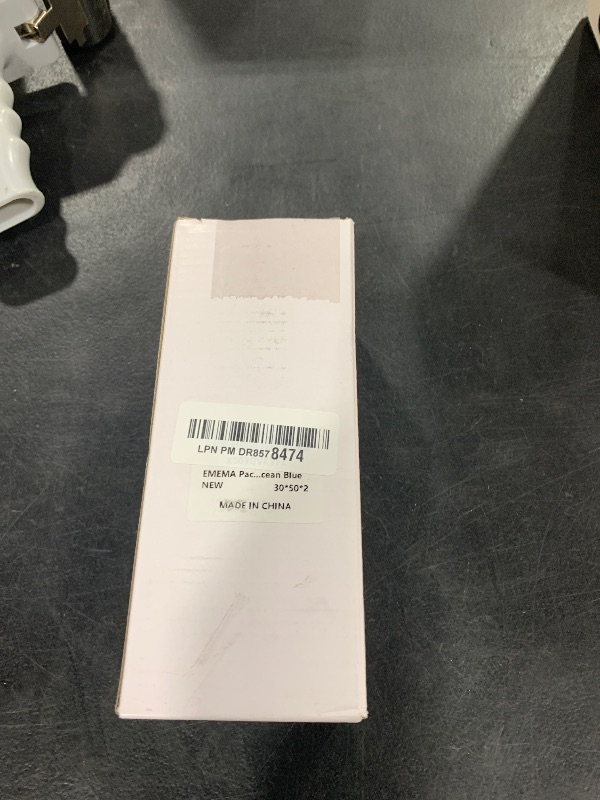 LPN PM DR8578474
EMEMA Pac...cean Blue
NEW 30*50*2
MADE IN CHINA